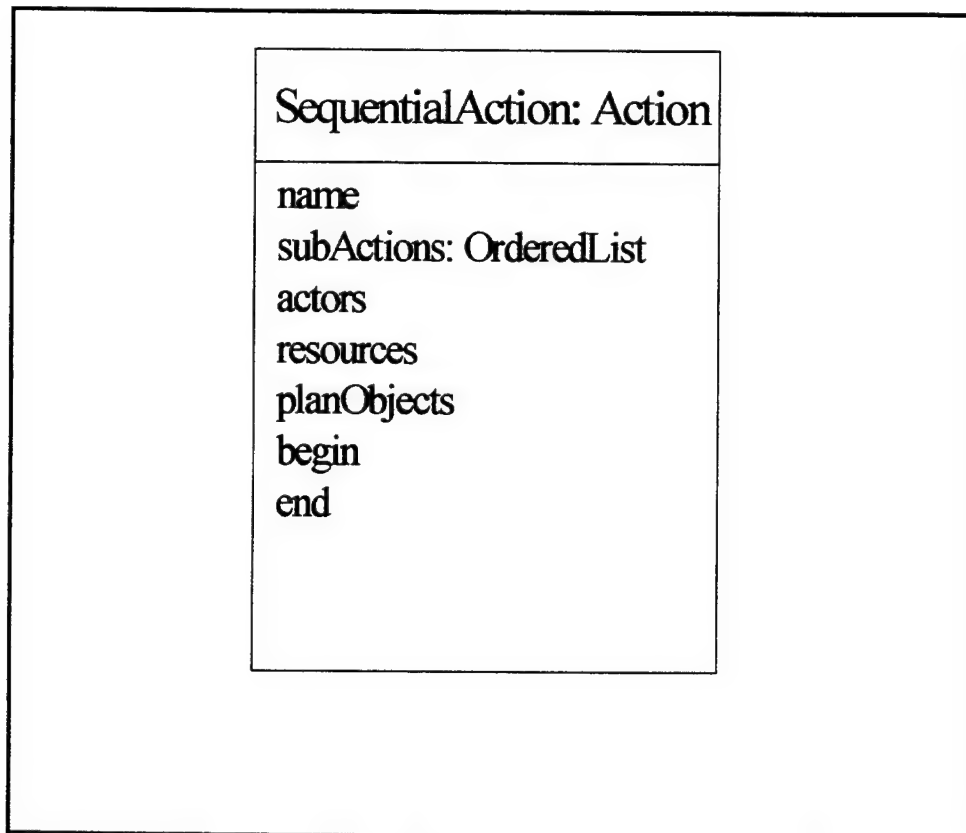 SequentialAction: Action
name
subActions: OrderedList
actors
resources
planObjects
begin
end